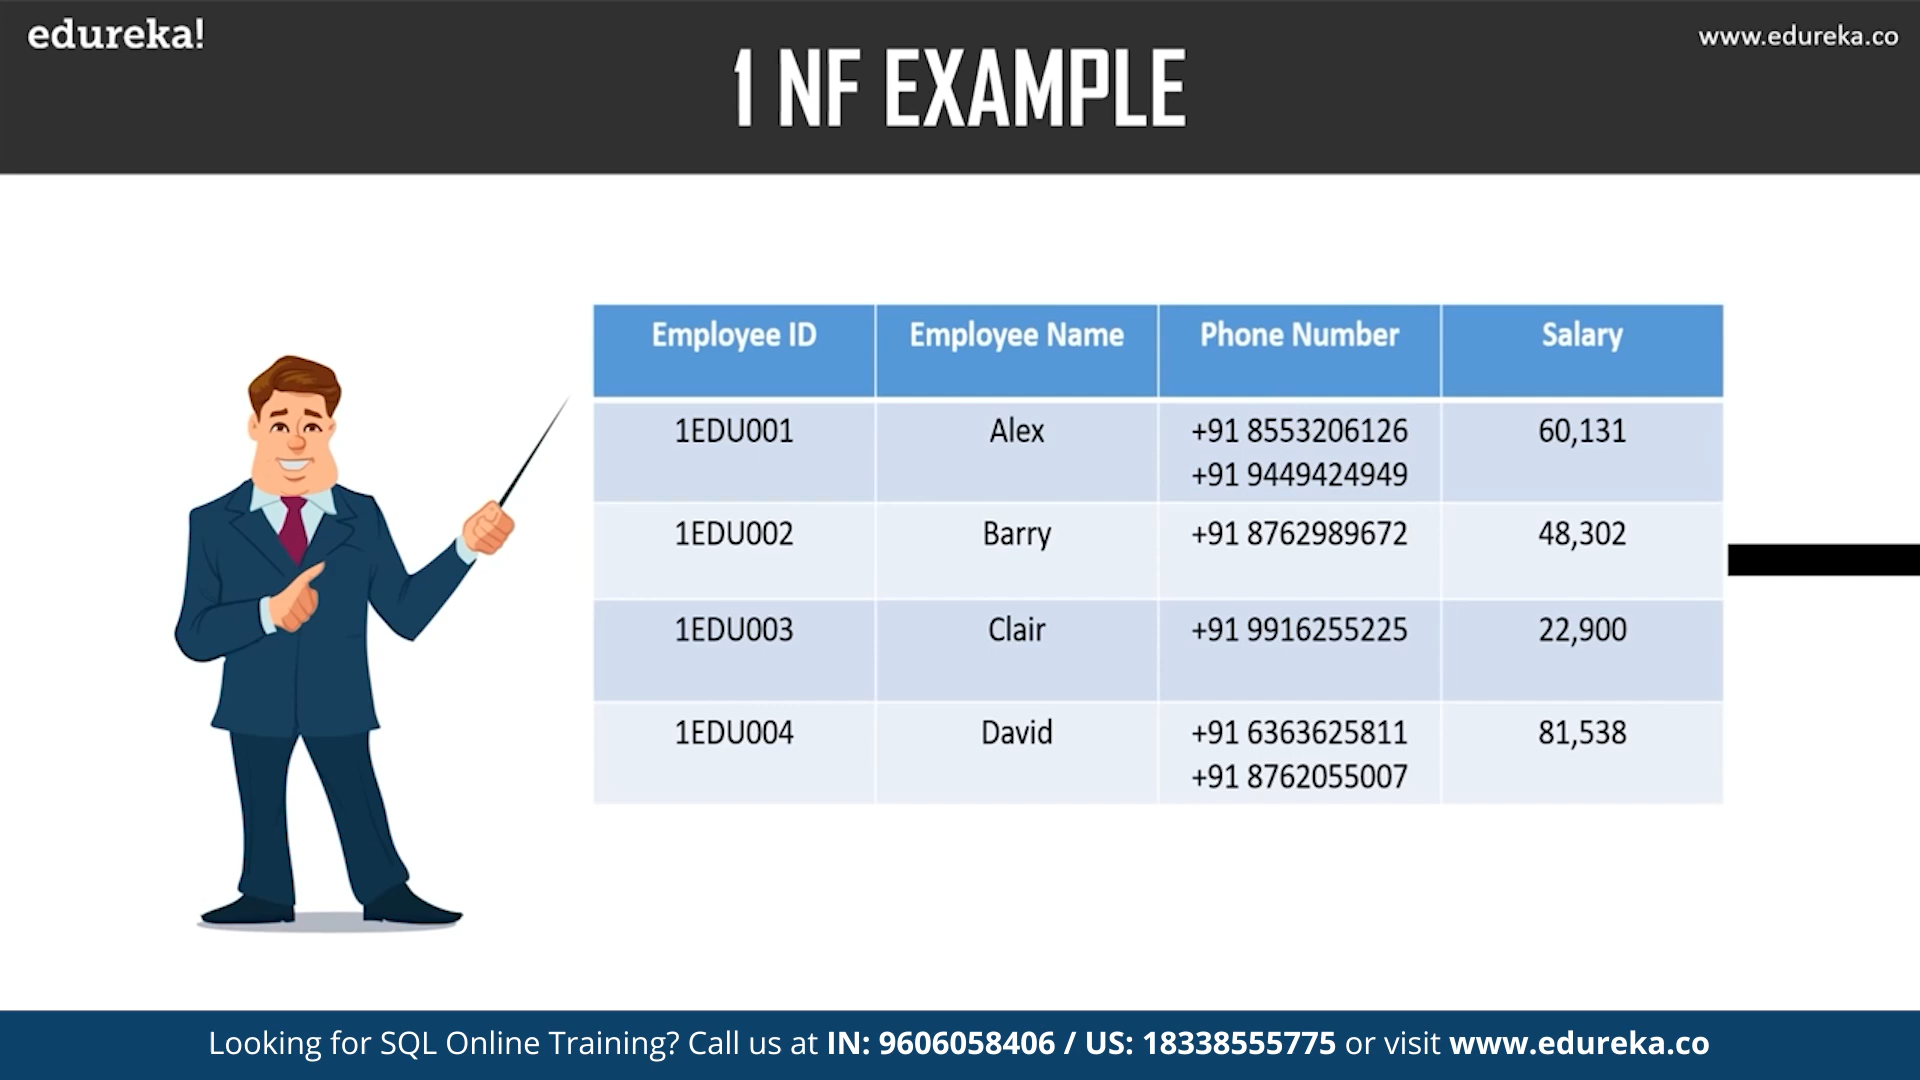 edureka!
www.edureka.co
1 NF EXAMPLE
Employee ID Employee Name Phone Number Salary
1EDU001 Alex +91 8553206126 60,131
+91 9449424949
1EDU002 Barry +91 8762989672 48,302
1EDU003 Clair +91 9916255225 22,900
1EDU004 David +91 6363625811 81,538
+91 8762055007
Looking for SQL Online Training? Call us at IN: 9606058406 / US: 18338555775 or visit www.edureka.co